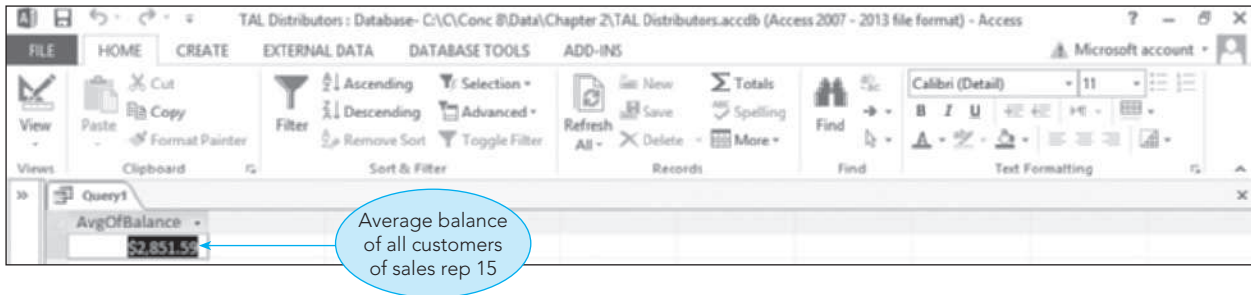 TAL Distributors : Database- C:\C\Conc 8\Data\Chapter 2\TAL Distributors.accdb (Access 2007 - 2013 file format) - Access ?
FILE HOME CREATE EXTERNAL DATA DATABASE TOOLS ADD-INS Microsoft account
View
Paste
Cut
Copy
Format Painter
Filter
Ascending
Descending
Remove Sort
Selection
Advanced
Toggle Filter
Refresh
All
New
Save
Delete
Totals
Spelling
More
Find
Calibri (Detail) 11
B I U
A
Views Clipboard Sort & Filter Records Find Text Formatting
Query1
AvgOfBalance
$2,851.59
Average balance
of all customers
of sales rep 15